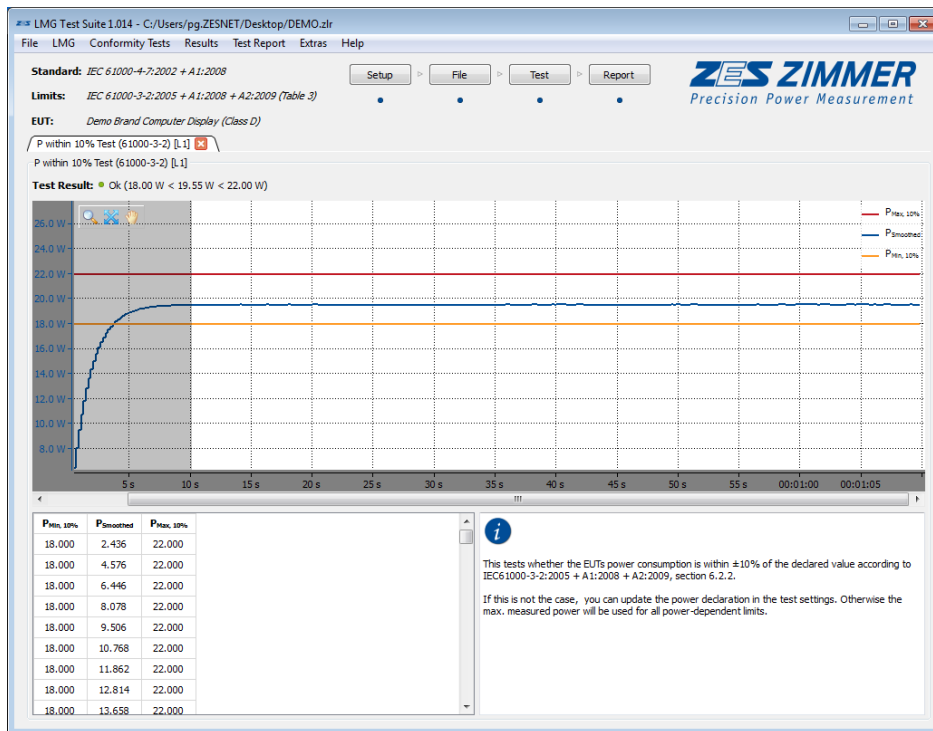 ZES LMG Test Suite 1.014 - C:/Users/pg.ZESNET/Desktop/DEMO.zlr
File LMG Conformity Tests Results Test Report Extras Help
Standard: IEC 61000-4-7:2002 + A1:2008
Limits: IEC 61000-3-2:2005 + A1:2008 + A2:2009 (Table 3)
EUT: Demo Brand Computer Display (Class D)
Setup File Test Report
ZES ZIMMER
Precision Power Measurement
P within 10% Test (61000-3-2) [L1]
P within 10% Test (61000-3-2) [L1]
Test Result: Ok (18.00 W < 19.55 W < 22.00 W)
26.0 W
24.0 W
22.0 W
20.0 W
18.0 W
16.0 W
14.0 W
12.0 W
10.0 W
8.0 W
PMax, 10%
PSmoothed
PMin, 10%
5 s 10 s 15 s 20 s 25 s 30 s 35 s 40 s 45 s 50 s 55 s 00:01:00 00:01:05
PMin, 10% PSmoothed PMax, 10%
18.000 2.436 22.000
18.000 4.576 22.000
18.000 6.446 22.000
18.000 8.078 22.000
18.000 9.506 22.000
18.000 10.768 22.000
18.000 11.862 22.000
18.000 12.814 22.000
18.000 13.658 22.000
i
This tests whether the EUTs power consumption is within ±10% of the declared value according to
IEC61000-3-2:2005 + A1:2008 + A2:2009, section 6.2.2.
If this is not the case, you can update the power declaration in the test settings. Otherwise the
max. measured power will be used for all power-dependent limits.